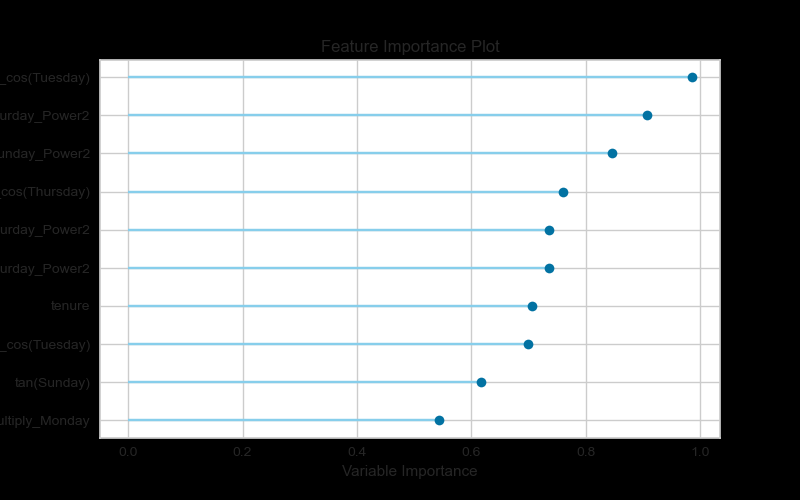 Feature Importance Plot
_cos(Tuesday)
urday_Power2
unday_Power2
cos(Thursday)
urday_Power2
urday_Power2
tenure
_cos(Tuesday)
tan(Sunday)
ultiply_Monday
0.0 0.2 0.4 0.6 0.8 1.0
Variable Importance